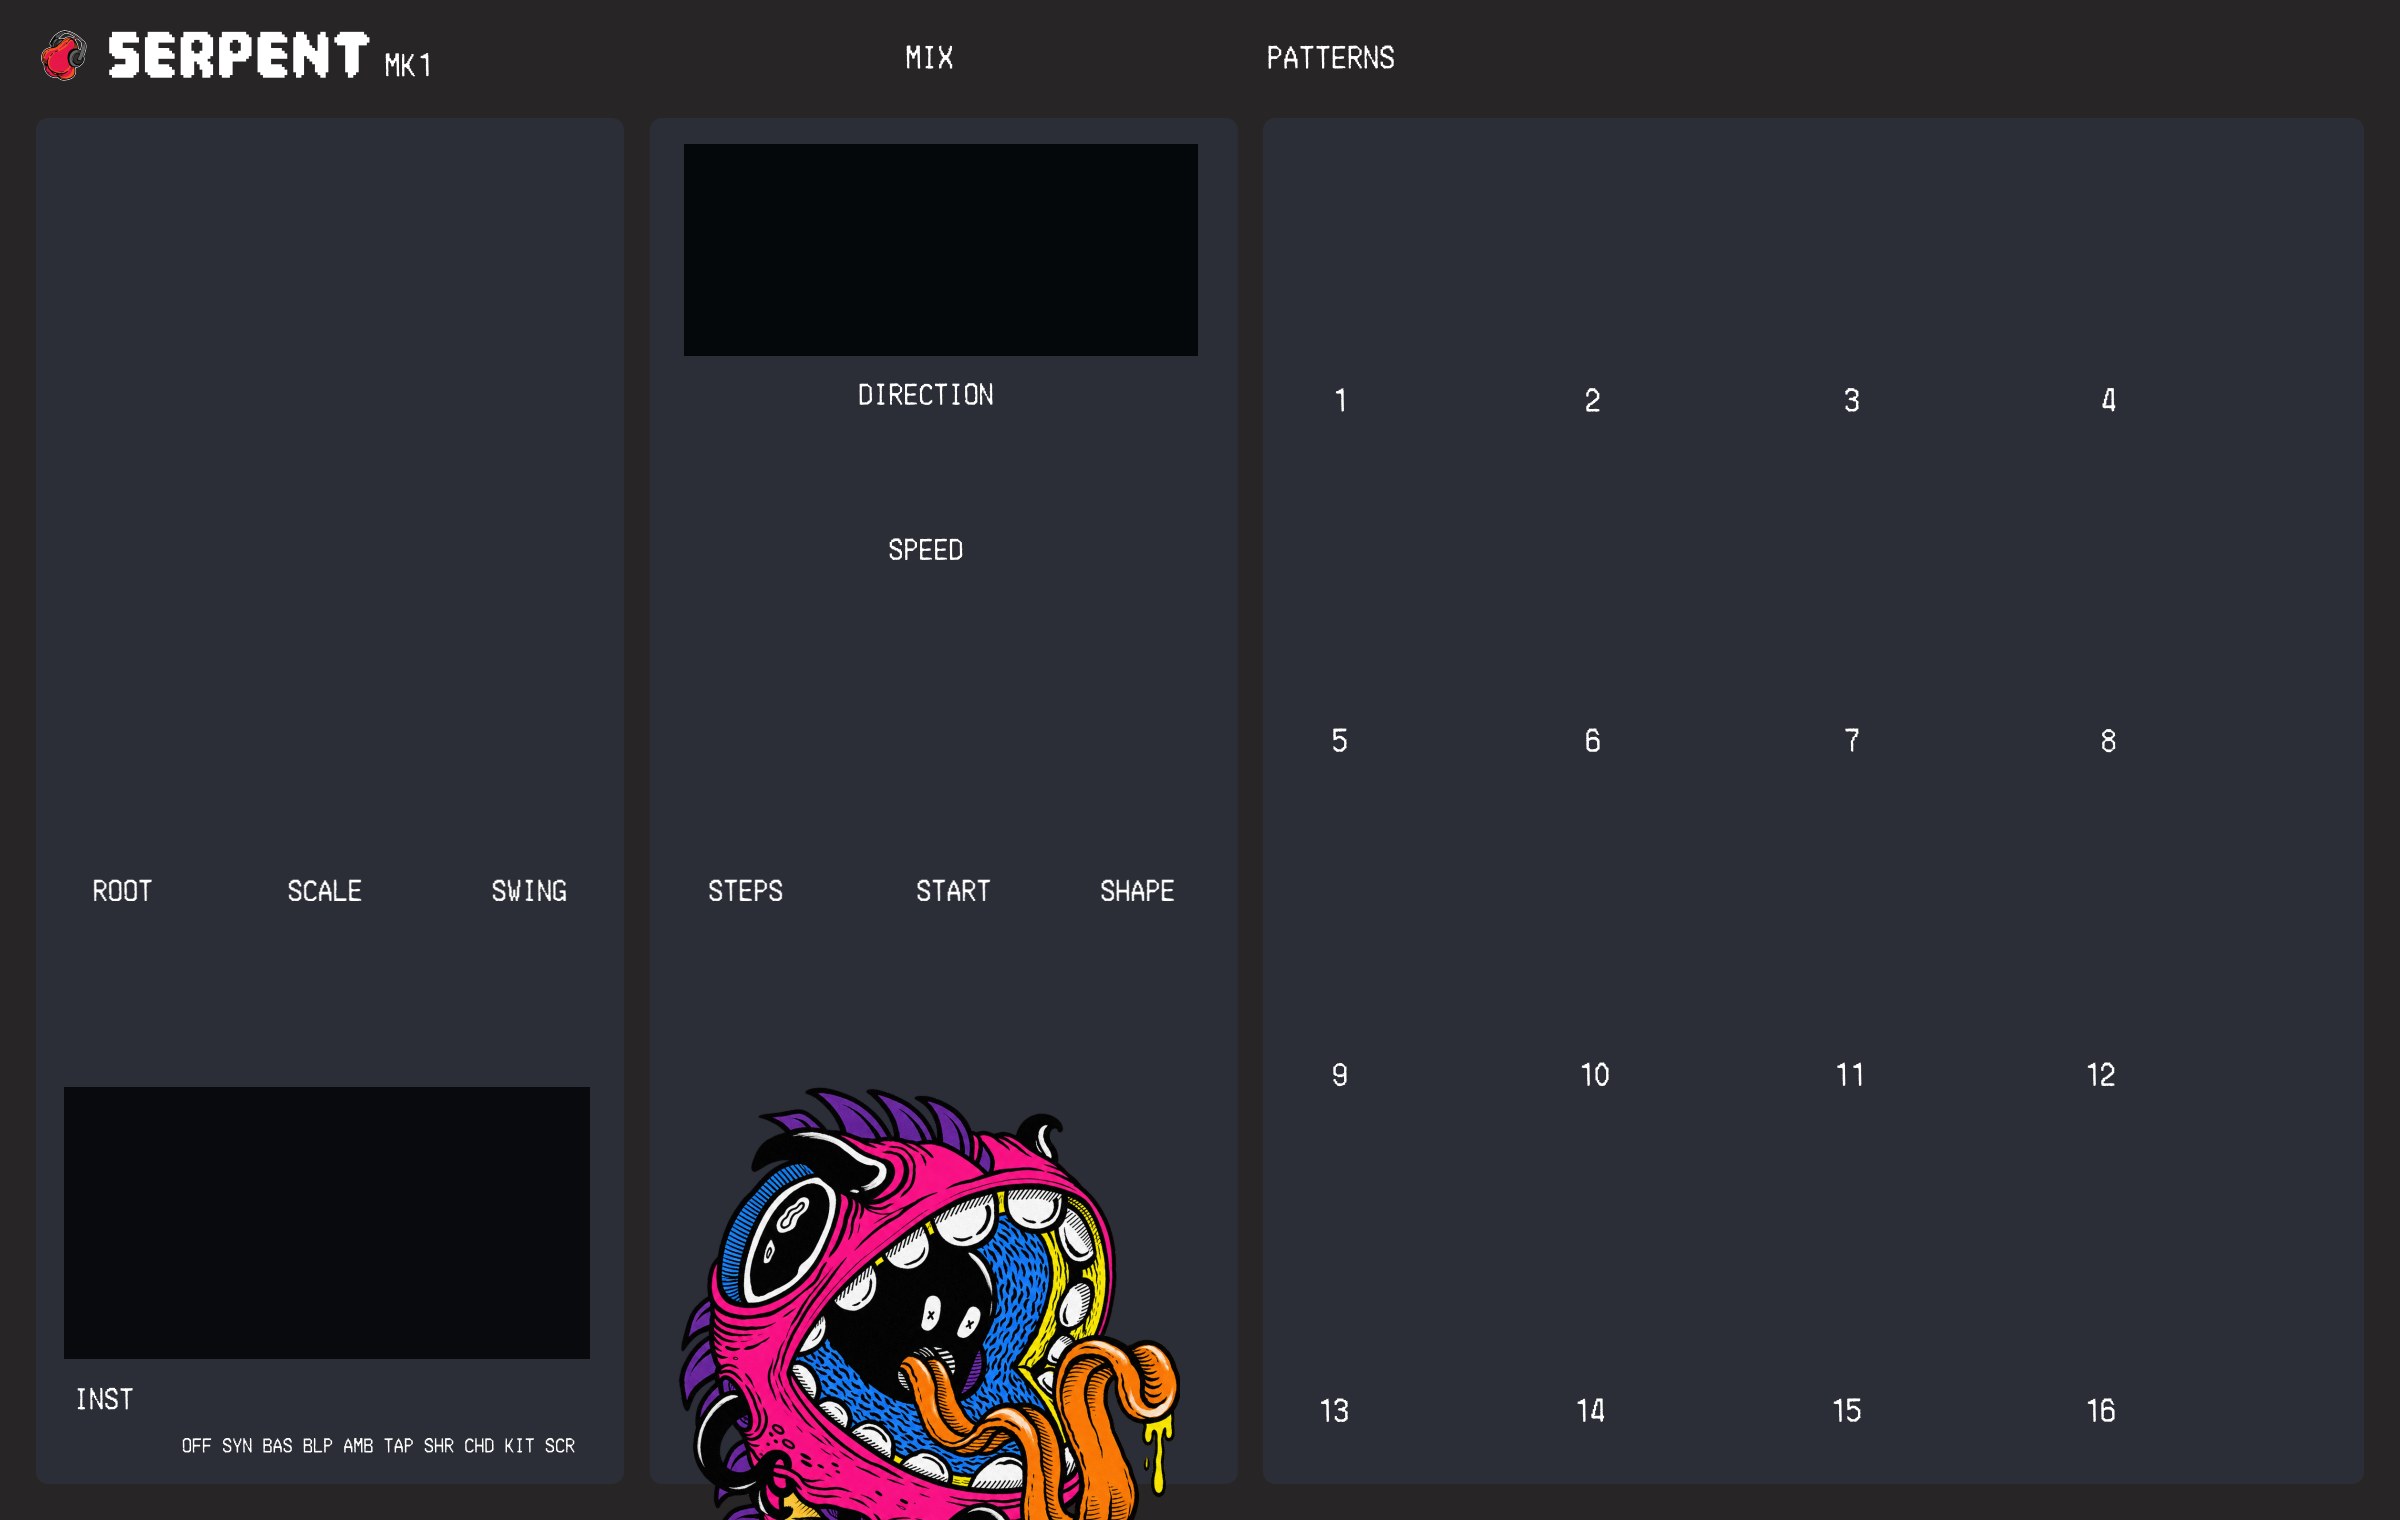 SERPENT MK1
MIX
PATTERNS
DIRECTION
SPEED
ROOT SCALE SWING
STEPS START SHAPE
INST
OFF SYN BAS BLP AMB TAP SHR CHD KIT SCR
1 2 3 4
5 6 7 8
9 10 11 12
13 14 15 16